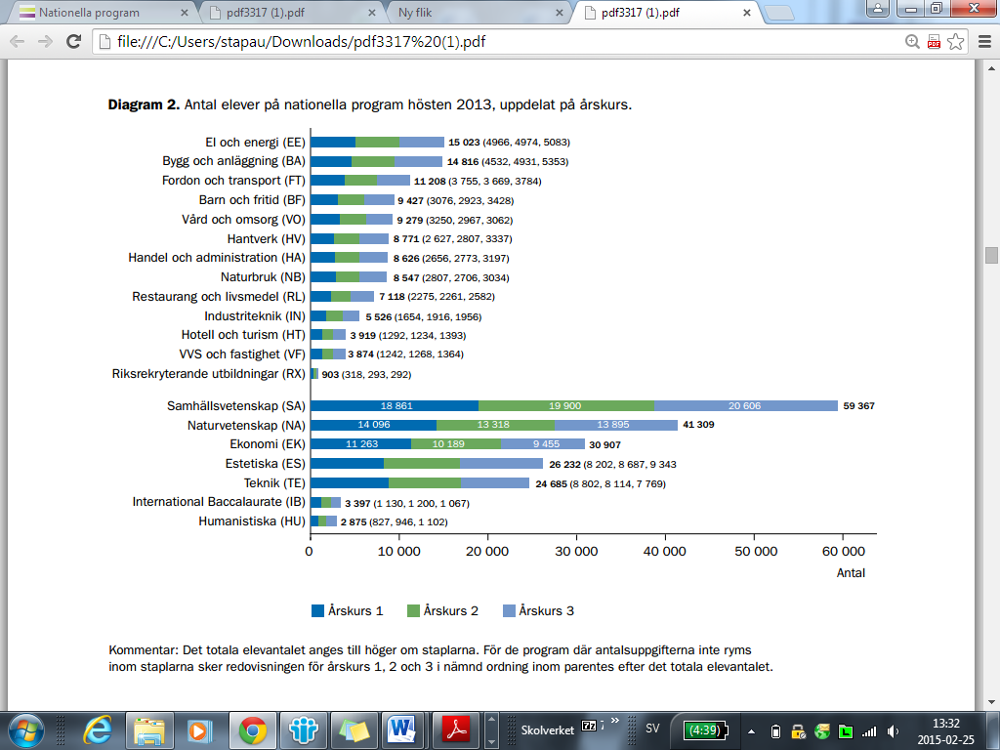 Nationella program
pdf3317 (1).pdf
Ny flik
pdf3317 (1).pdf
file:///C:/Users/stapau/Downloads/pdf3317%20(1).pdf
PDF
Diagram 2. Antal elever på nationella program hösten 2013, uppdelat på årskurs.
El och energi (EE) 15 023 (4966, 4974, 5083)
Bygg och anläggning (BA) 14 816 (4532, 4931, 5353)
Fordon och transport (FT) 11 208 (3 755, 3 669, 3784)
Barn och fritid (BF) 9 427 (3076, 2923, 3428)
Vård och omsorg (VO) 9 279 (3250, 2967, 3062)
Hantverk (HV) 8 771 (2 627, 2807, 3337)
Handel och administration (HA) 8 626 (2656, 2773, 3197)
Naturbruk (NB) 8 547 (2807, 2706, 3034)
Restaurang och livsmedel (RL) 7 118 (2275, 2261, 2582)
Industriteknik (IN) 5 526 (1654, 1916, 1956)
Hotell och turism (HT) 3 919 (1292, 1234, 1393)
VVS och fastighet (VF) 3 874 (1242, 1268, 1364)
Riksrekryterande utbildningar (RX) 903 (318, 293, 292)
Samhällsvetenskap (SA) 18 861 19 900 20 606 59 367
Naturvetenskap (NA) 14 096 13 318 13 895 41 309
Ekonomi (EK) 11 263 10 189 9 455 30 907
Estetiska (ES) 26 232 (8 202, 8 687, 9 343
Teknik (TE) 24 685 (8 802, 8 114, 7 769)
International Baccalaurate (IB) 3 397 (1 130, 1 200, 1 067)
Humanistiska (HU) 2 875 (827, 946, 1 102)
0 10 000 20 000 30 000 40 000 50 000 60 000
Antal
Årskurs 1 Årskurs 2 Årskurs 3
Kommentar: Det totala elevantalet anges till höger om staplarna. För de program där antalsuppgifterna inte ryms
inom staplarna sker redovisningen för årskurs 1, 2 och 3 i nämnd ordning inom parentes efter det totala elevantalet.
Skolverket
SV
(4:39)
13:32
2015-02-25